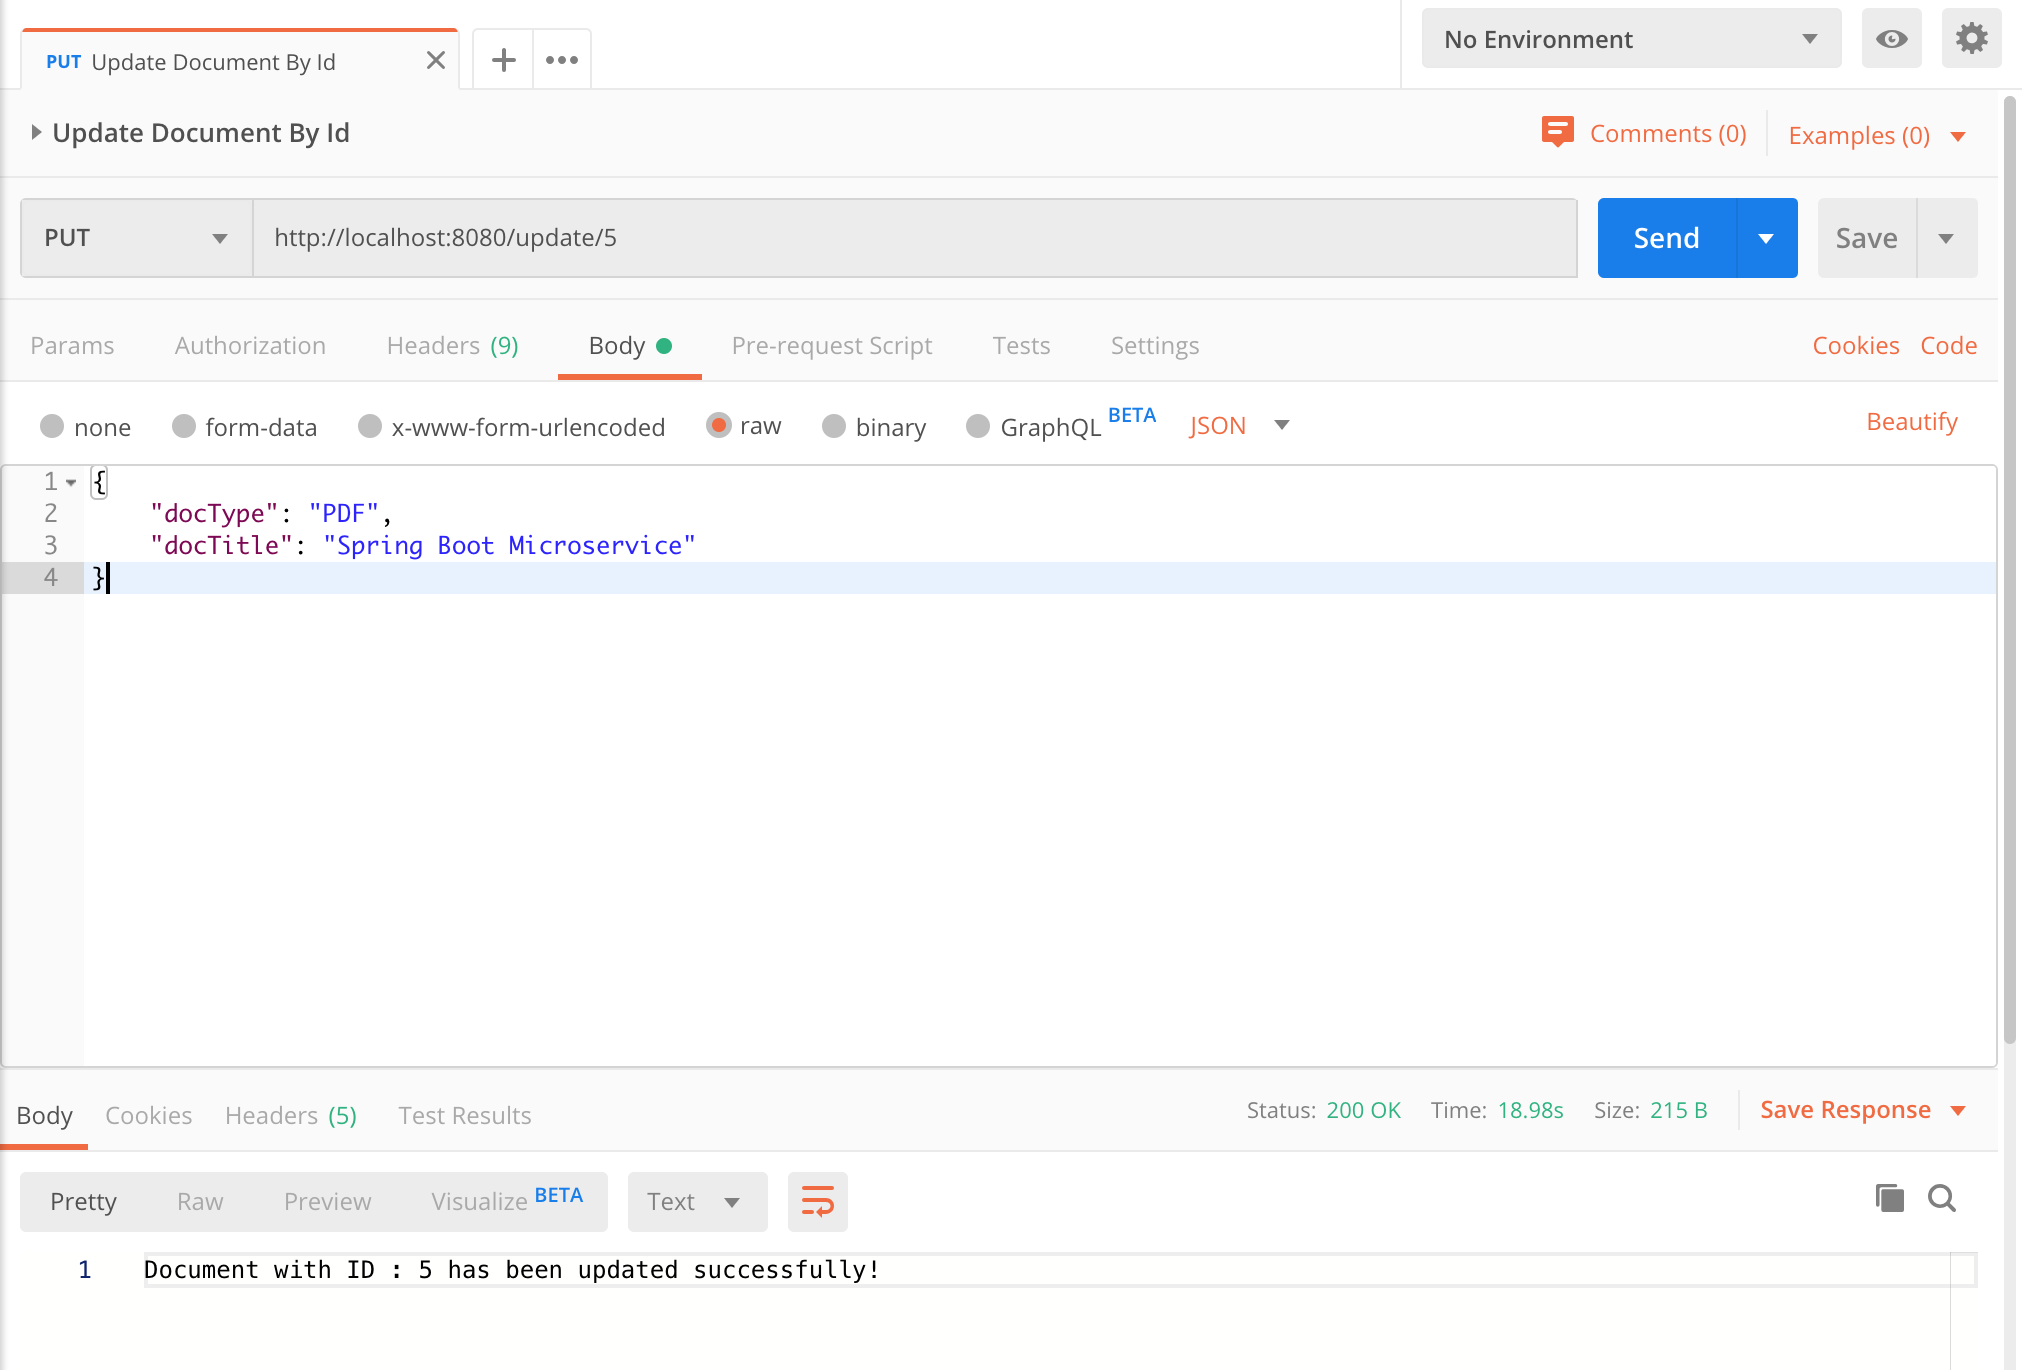 PUT Update Document By Id
No Environment
Update Document By Id
Comments (0) Examples (0)
PUT http://localhost:8080/update/5 Send Save
Params Authorization Headers (9) Body Pre-request Script Tests Settings Cookies Code
none form-data x-www-form-urlencoded raw binary GraphQL BETA JSON Beautify
1 {
2 "docType": "PDF",
3 "docTitle": "Spring Boot Microservice"
4 }
Body Cookies Headers (5) Test Results Status: 200 OK Time: 18.98s Size: 215 B Save Response
Pretty Raw Preview Visualize BETA Text
1 Document with ID : 5 has been updated successfully!